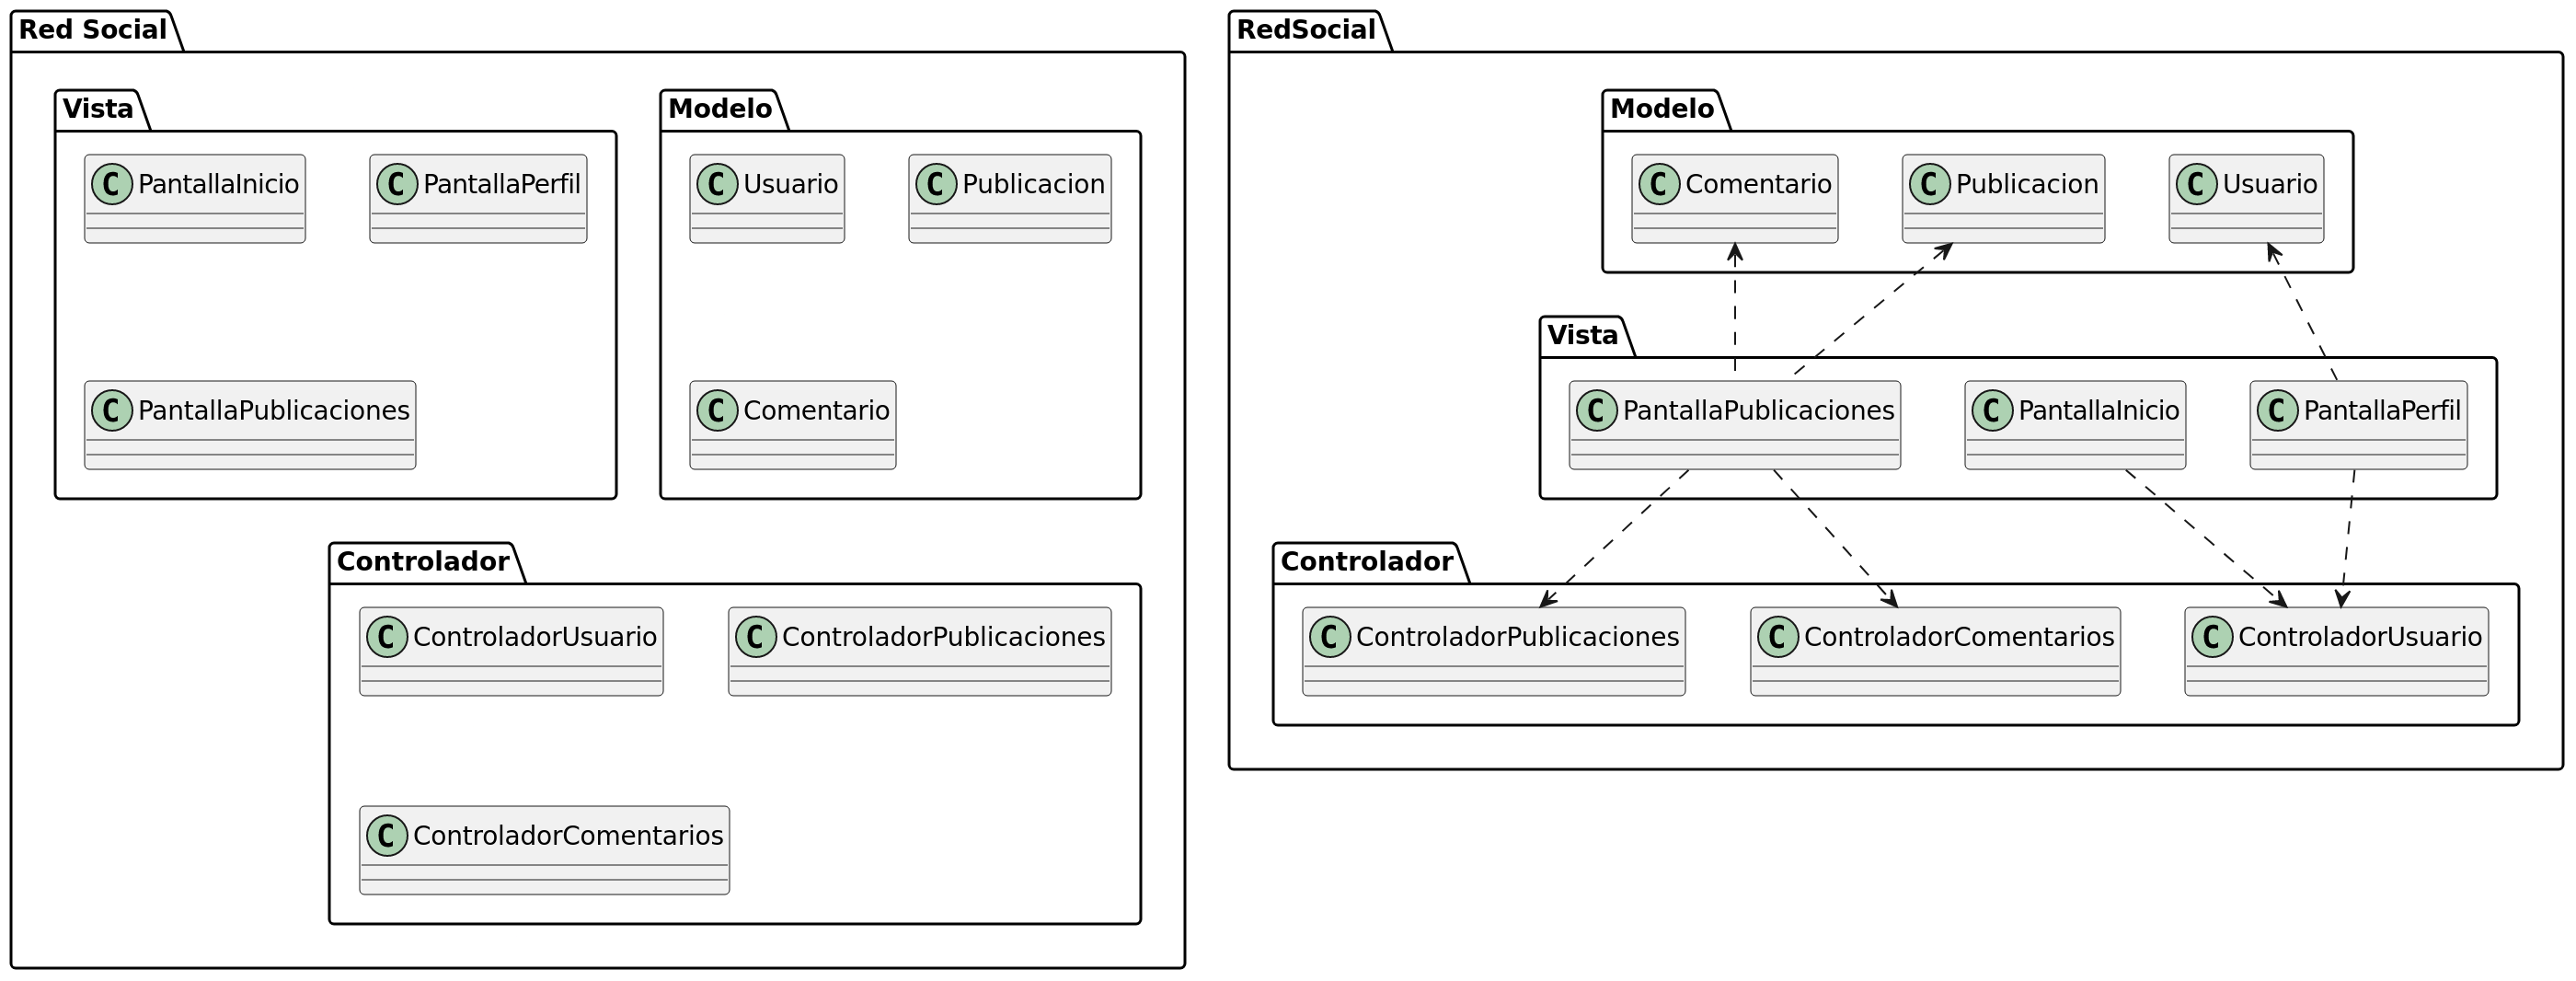 Red Social
Vista
C PantallaInicio
C PantallaPerfil
C PantallaPublicaciones
Modelo
C Usuario
C Publicacion
C Comentario
Controlador
C ControladorUsuario
C ControladorPublicaciones
C ControladorComentarios
RedSocial
Modelo
C Comentario
C Publicacion
C Usuario
Vista
C PantallaPublicaciones
C PantallaInicio
C PantallaPerfil
Controlador
C ControladorPublicaciones
C ControladorComentarios
C ControladorUsuario